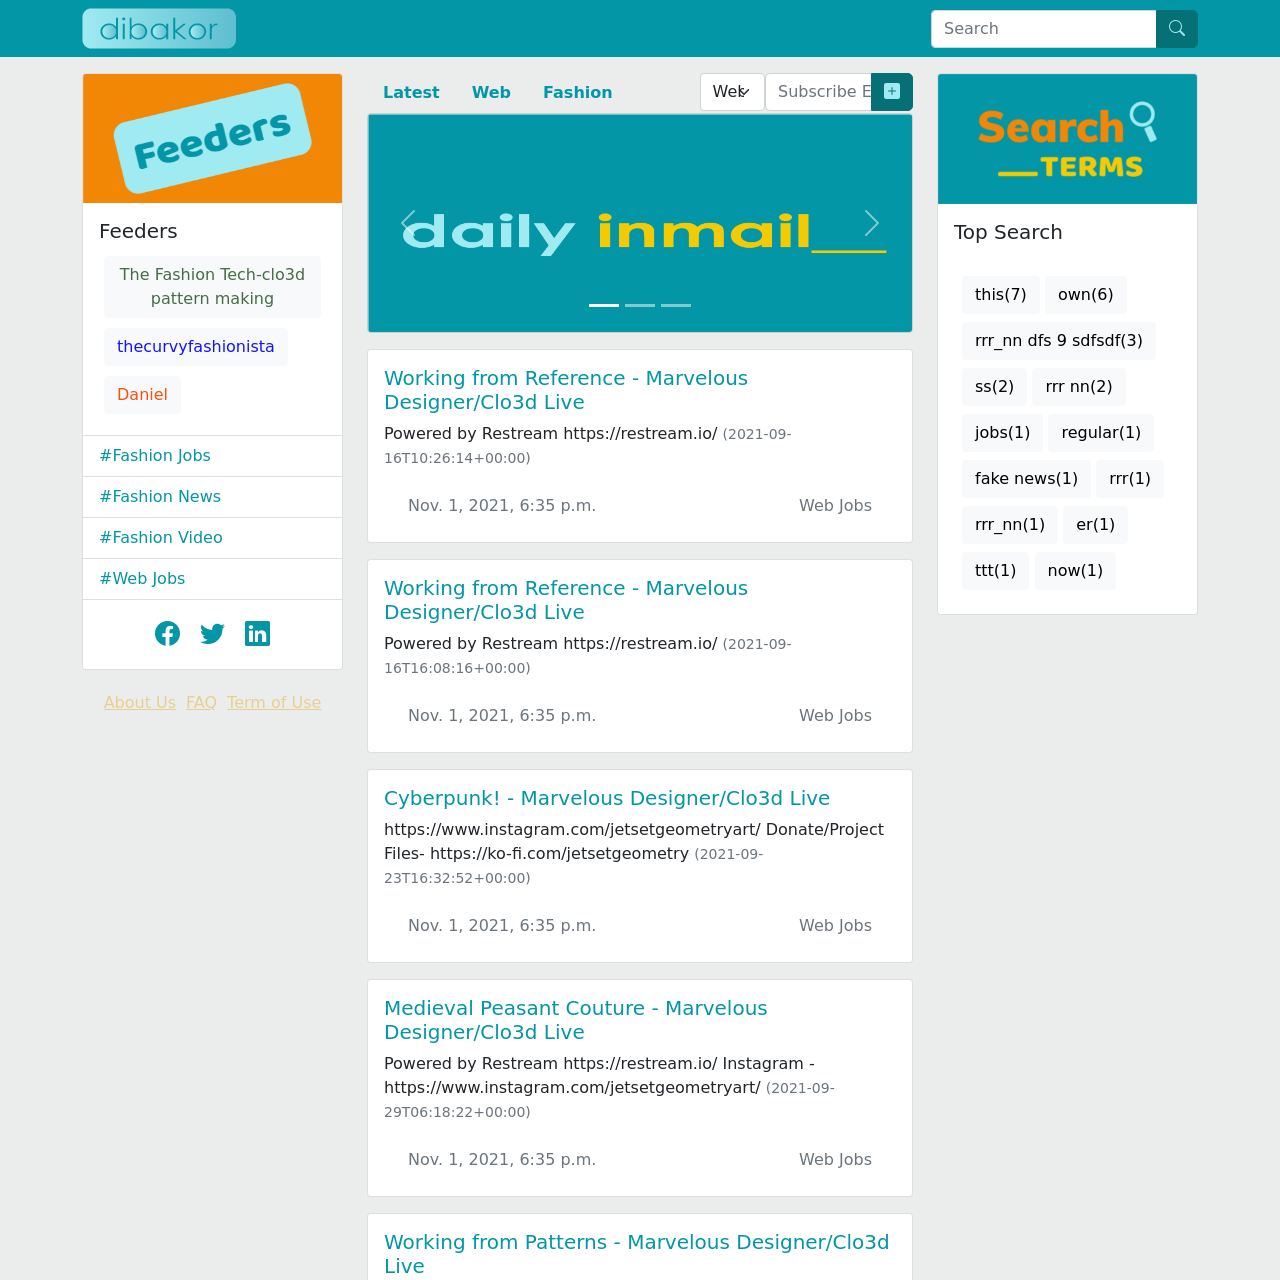 dibakor
Search
Feeders
Feeders
The Fashion Tech-clo3d
pattern making
thecurvyfashionista
Daniel
#Fashion Jobs
#Fashion News
#Fashion Video
#Web Jobs
About Us FAQ Term of Use
Latest Web Fashion
Subscribe E
daily inmail__
Working from Reference - Marvelous
Designer/Clo3d Live
Powered by Restream https://restream.io/ (2021-09-
16T10:26:14+00:00)
Nov. 1, 2021, 6:35 p.m. Web Jobs
Working from Reference - Marvelous
Designer/Clo3d Live
Powered by Restream https://restream.io/ (2021-09-
16T16:08:16+00:00)
Nov. 1, 2021, 6:35 p.m. Web Jobs
Cyberpunk! - Marvelous Designer/Clo3d Live
https://www.instagram.com/jetsetgeometryart/ Donate/Project
Files- https://ko-fi.com/jetsetgeometry (2021-09-
23T16:32:52+00:00)
Nov. 1, 2021, 6:35 p.m. Web Jobs
Medieval Peasant Couture - Marvelous
Designer/Clo3d Live
Powered by Restream https://restream.io/ Instagram -
https://www.instagram.com/jetsetgeometryart/ (2021-09-
29T06:18:22+00:00)
Nov. 1, 2021, 6:35 p.m. Web Jobs
Working from Patterns - Marvelous Designer/Clo3d
Live
Search
__TERMS
Top Search
this(7) own(6)
rrr_nn dfs 9 sdfsdf(3)
ss(2) rrr nn(2)
jobs(1) regular(1)
fake news(1) rrr(1)
rrr_nn(1) er(1)
ttt(1) now(1)